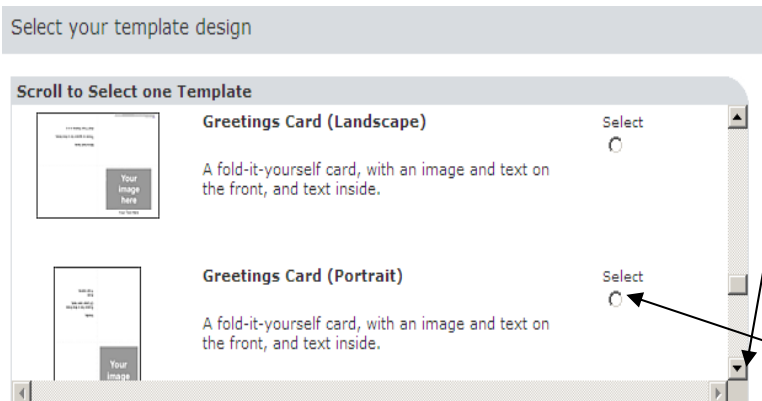 Select your template design
Scroll to Select one Template
Greetings Card (Landscape)
Select
A fold-it-yourself card, with an image and text on
the front, and text inside.
Your
image
here
Greetings Card (Portrait)
Select
A fold-it-yourself card, with an image and text on
the front, and text inside.
Your
image